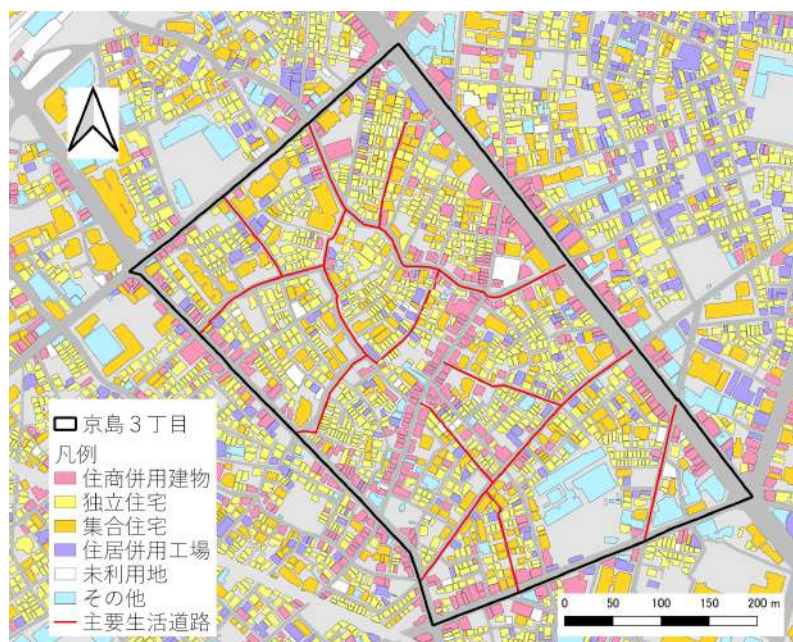 京島3丁目
凡例
住商併用建物
独立住宅
集合住宅
住居併用工場
未利用地
その他
主要生活道路
0 50 100 150 200 m